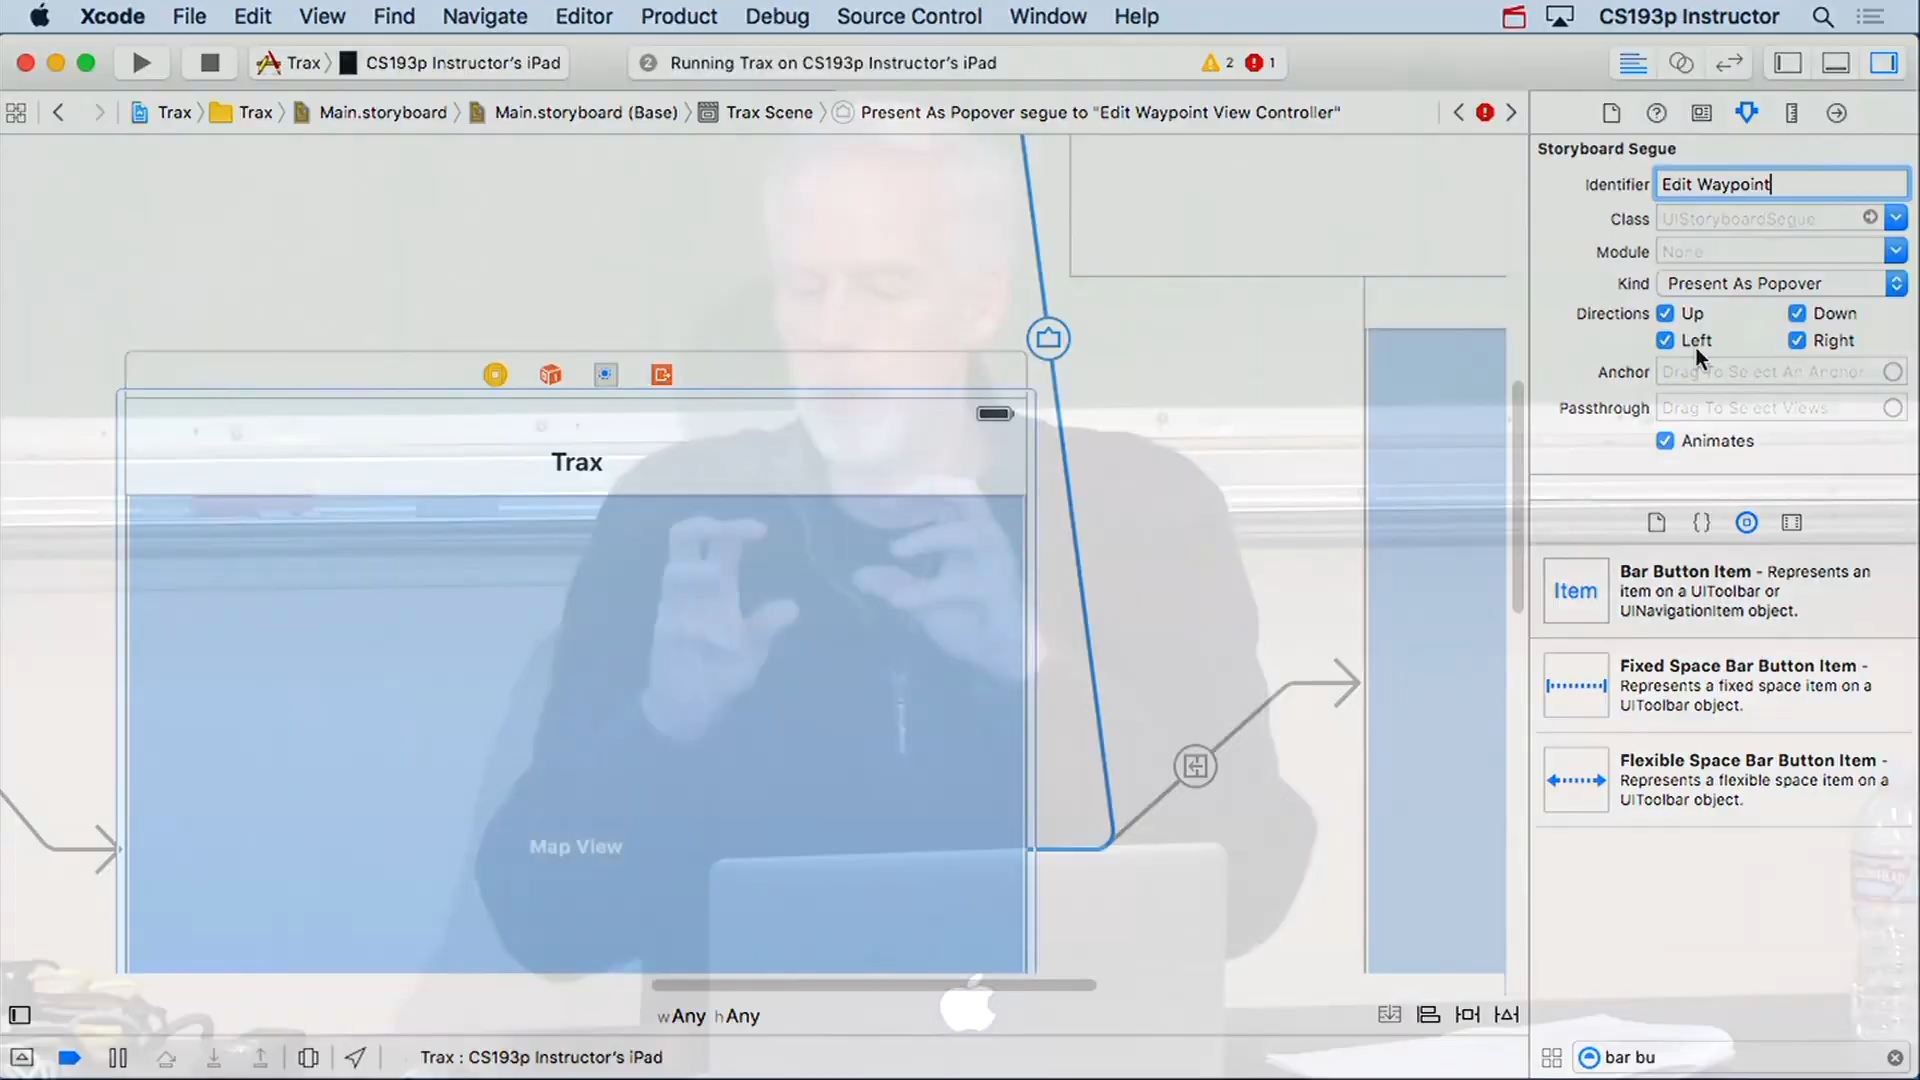 Xcode File Edit View Find Navigate Editor Product Debug Source Control Window Help CS193p Instructor
Trax CS193p Instructor's iPad 2 Running Trax on CS193p Instructor's iPad 2 1
Trax Trax Main.storyboard Main.storyboard (Base) Trax Scene Present As Popover segue to "Edit Waypoint View Controller"
Storyboard Segue
Identifier Edit Waypoint
Class UIStoryboardSegue
Module None
Kind Present As Popover
Directions Up Down
Left Right
Anchor Drag To Select An Anchor
Passthrough Drag To Select Views
Animates
Trax
Map View
Item
Bar Button Item - Represents an
item on a UIToolbar or
UINavigationItem object.
Fixed Space Bar Button Item -
Represents a fixed space item on a
UIToolbar object.
Flexible Space Bar Button Item -
Represents a flexible space item on a
UIToolbar object.
wAny hAny
Trax : CS193p Instructor's iPad
bar bu